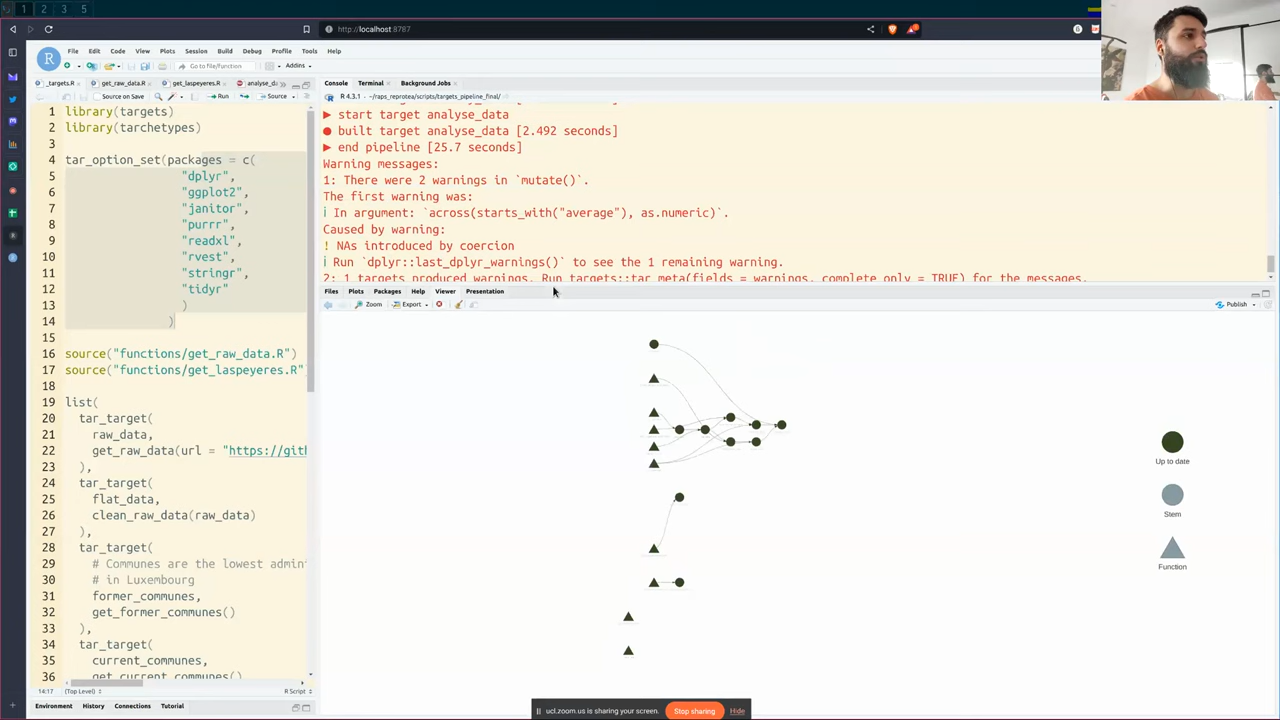 1 2 3 5
http://localhost:8787
R File Edit Code View Plots Session Build Debug Profile Tools Help
Go to file/function Addins
_targets.R get_raw_data.R get_laspeyeres.R analyse_da
Source on Save Run Source
1 library(targets)
2 library(tarchetypes)
3
4 tar_option_set(packages = c(
5 "dplyr",
6 "ggplot2",
7 "janitor",
8 "purrr",
9 "readxl",
10 "rvest",
11 "stringr",
12 "tidyr"
13 )
14 )
15
16 source("functions/get_raw_data.R")
17 source("functions/get_laspeyeres.R"
18
19 list(
20 tar_target(
21 raw_data,
22 get_raw_data(url = "https://gith
23 ),
24 tar_target(
25 flat_data,
26 clean_raw_data(raw_data)
27 ),
28 tar_target(
29 # Communes are the lowest admin
30 # in Luxembourg
31 former_communes,
32 get_former_communes()
33 ),
34 tar_target(
35 current_communes,
36 get_current_communes()
14:17 (Top Level) R Script
Environment History Connections Tutorial
Console Terminal Background Jobs
R 4.3.1 · ~/raps_reprotea/scripts/targets_pipeline_final/
▶ start target analyse_data
● built target analyse_data [2.492 seconds]
▶ end pipeline [25.7 seconds]
Warning messages:
1: There were 2 warnings in `mutate()`.
The first warning was:
ℹ In argument: `across(starts_with("average"), as.numeric)`.
Caused by warning:
! NAs introduced by coercion
ℹ Run `dplyr::last_dplyr_warnings()` to see the 1 remaining warning.
2: 1 targets produced warnings. Run targets::tar_meta(fields = warnings, complete_only = TRUE) for the messages.
Files Plots Packages Help Viewer Presentation
Zoom Export Publish
Up to date
Stem
Function
ucl.zoom.us is sharing your screen. Stop sharing Hide